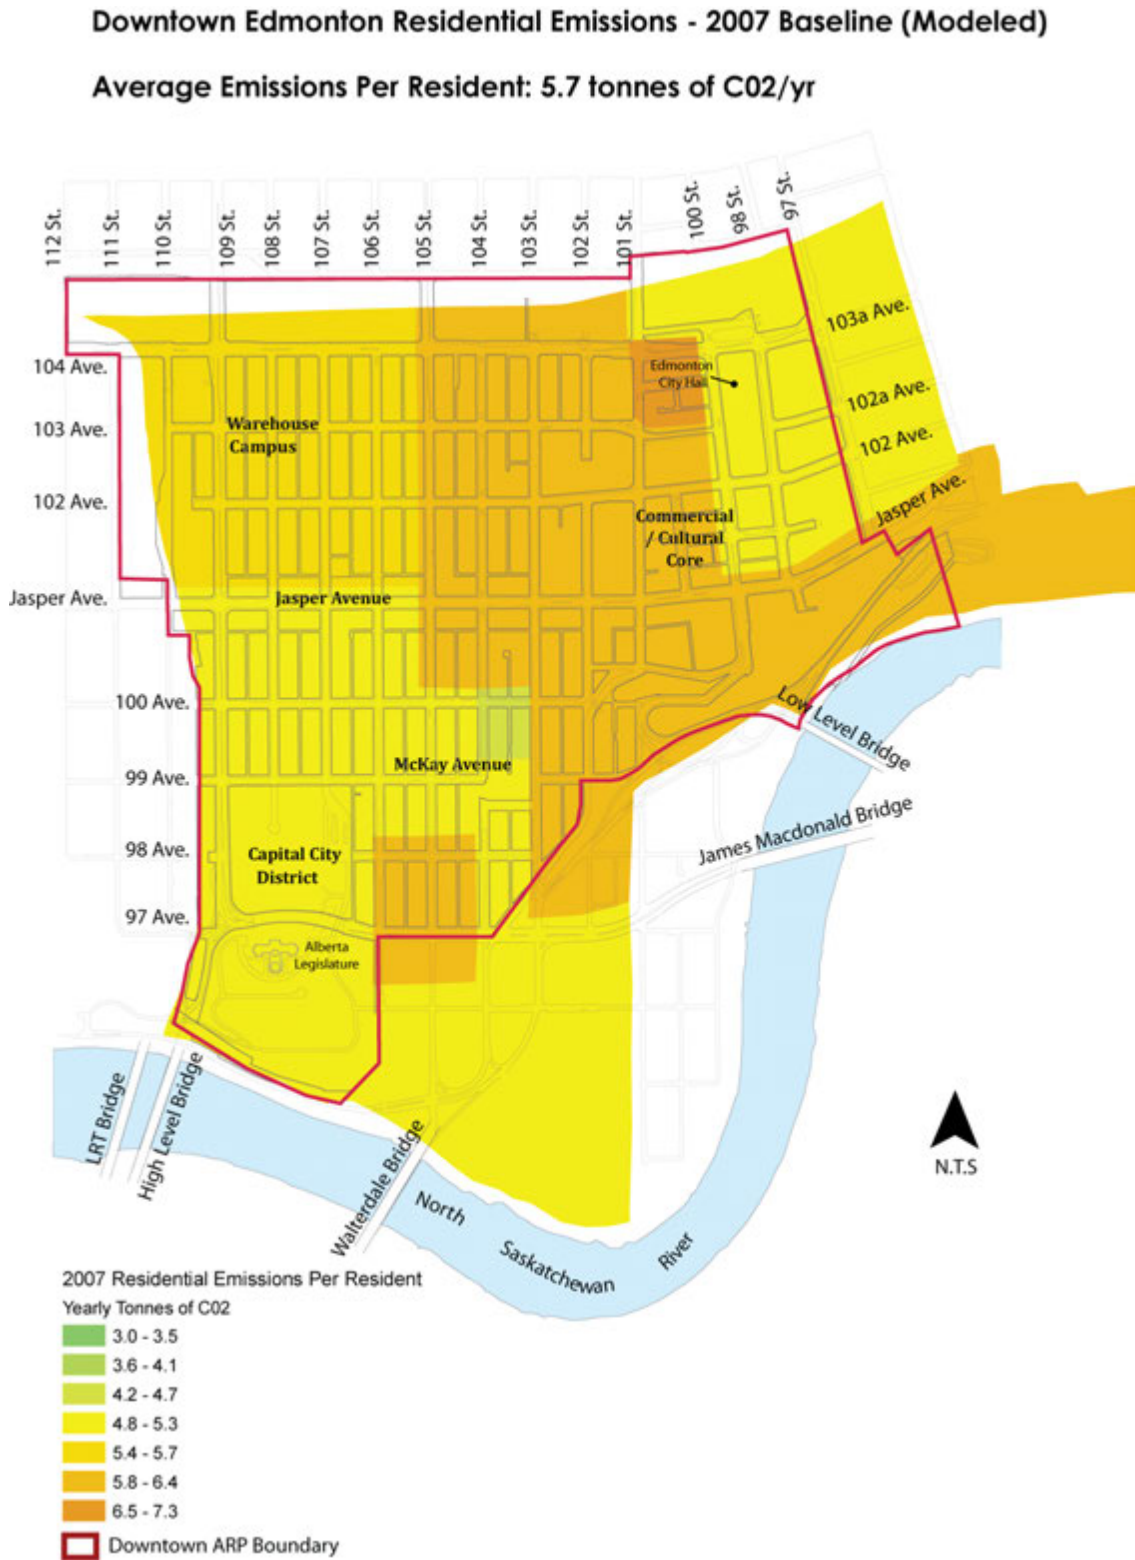 Downtown Edmonton Residential Emissions - 2007 Baseline (Modeled)
Average Emissions Per Resident: 5.7 tonnes of C02/yr
112 St.
111 St.
110 St.
109 St.
108 St.
107 St.
106 St.
105 St.
104 St.
103 St.
102 St.
101 St.
100 St.
98 St.
97 St.
103a Ave.
104 Ave.
Edmonton
City Hall
102a Ave.
103 Ave.
Warehouse
Campus
102 Ave.
102 Ave.
Jasper Ave.
Commercial
/ Cultural
Core
Jasper Ave.
Jasper Avenue
100 Ave.
Low Level Bridge
99 Ave.
McKay Avenue
James Macdonald Bridge
98 Ave.
Capital City
District
97 Ave.
Alberta
Legislature
LRT Bridge
High Level Bridge
Walterdale Bridge
North
Saskatchewan
River
N.T.S
2007 Residential Emissions Per Resident
Yearly Tonnes of C02
3.0 - 3.5
3.6 - 4.1
4.2 - 4.7
4.8 - 5.3
5.4 - 5.7
5.8 - 6.4
6.5 - 7.3
Downtown ARP Boundary